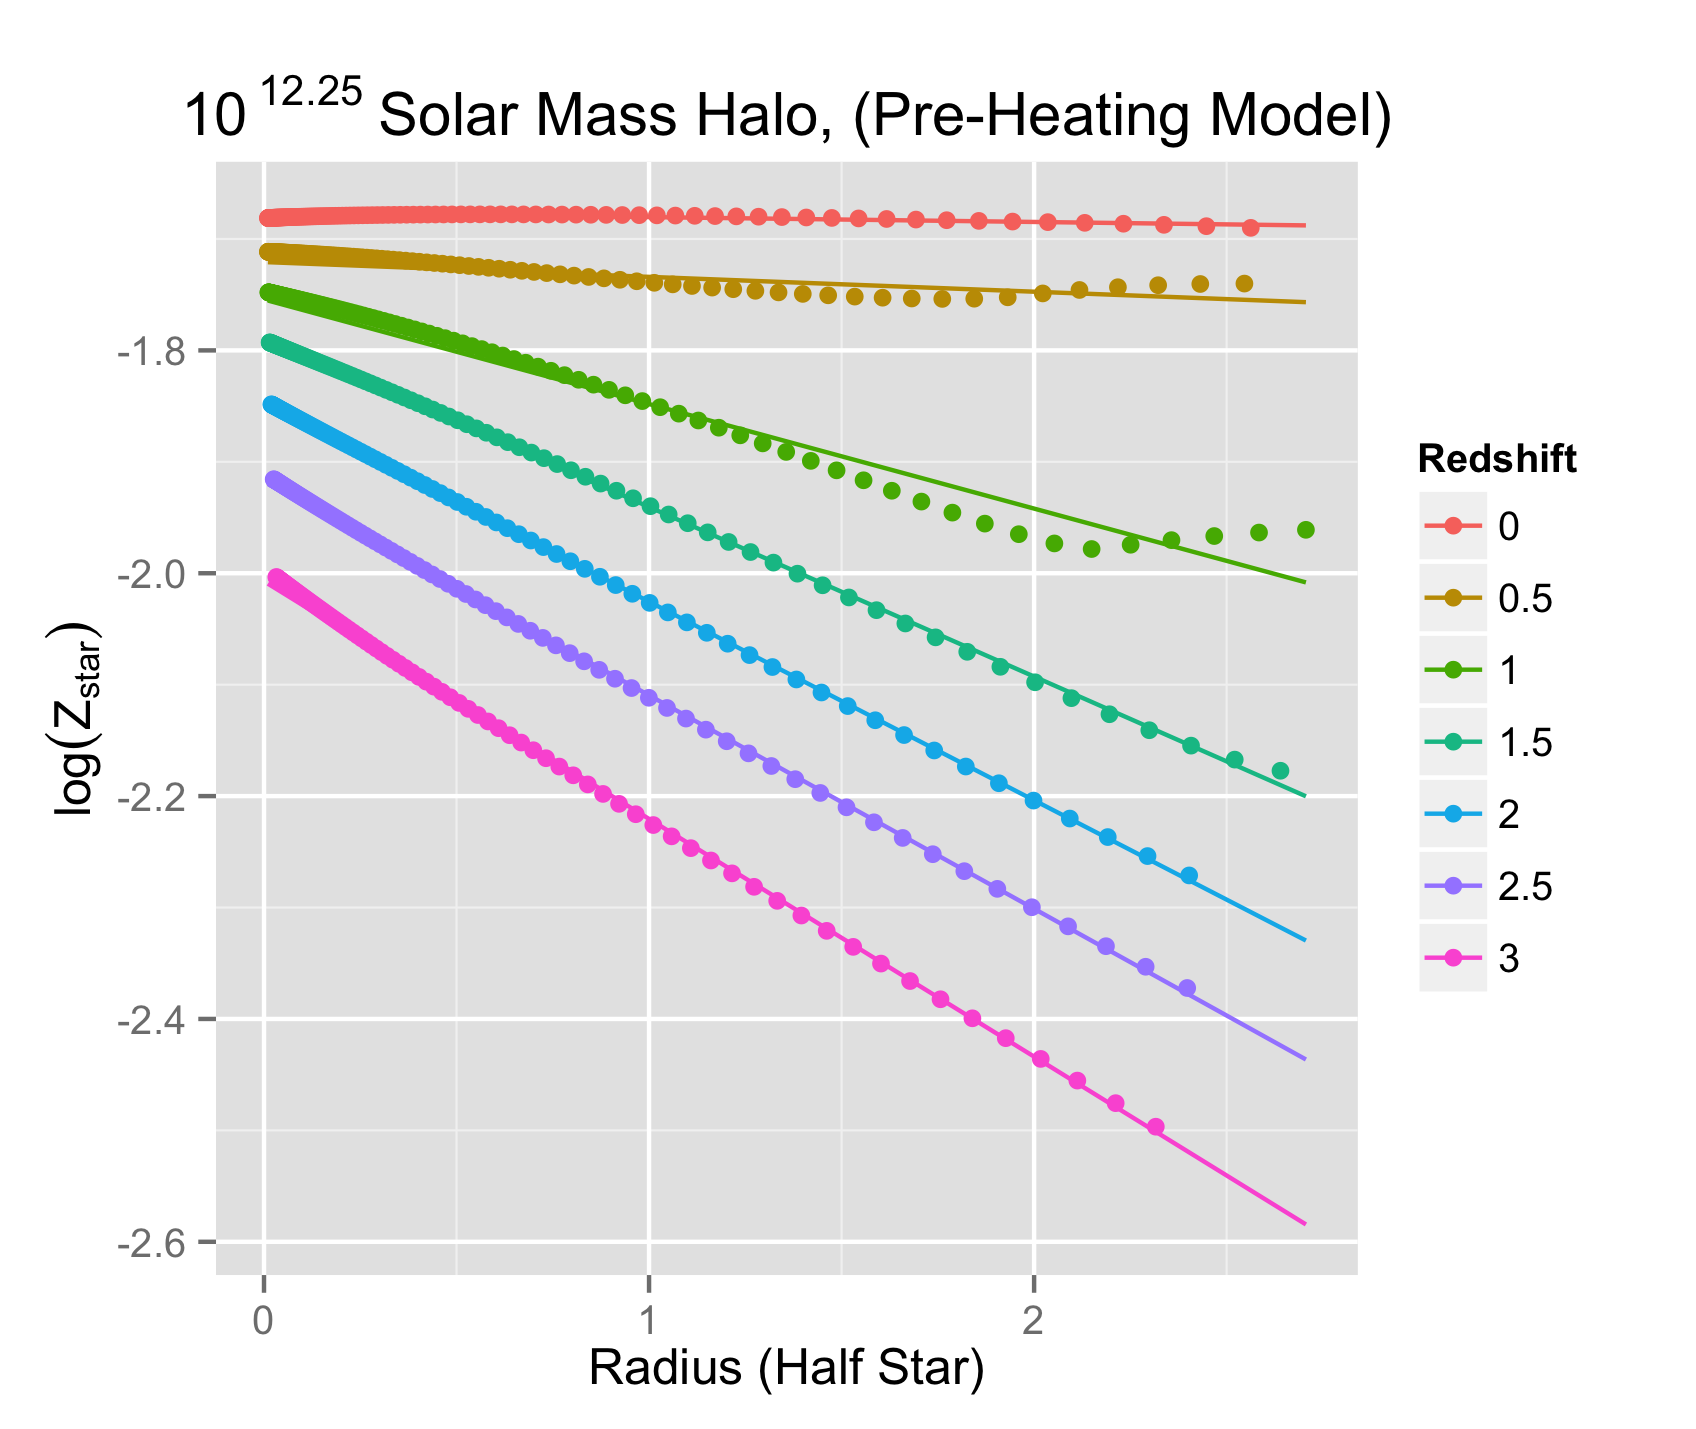 10^12.25 Solar Mass Halo, (Pre-Heating Model)
-1.8
-2.0
-2.2
-2.4
-2.6
log(Z_star)
0 1 2
Radius (Half Star)
Redshift
0
0.5
1
1.5
2
2.5
3